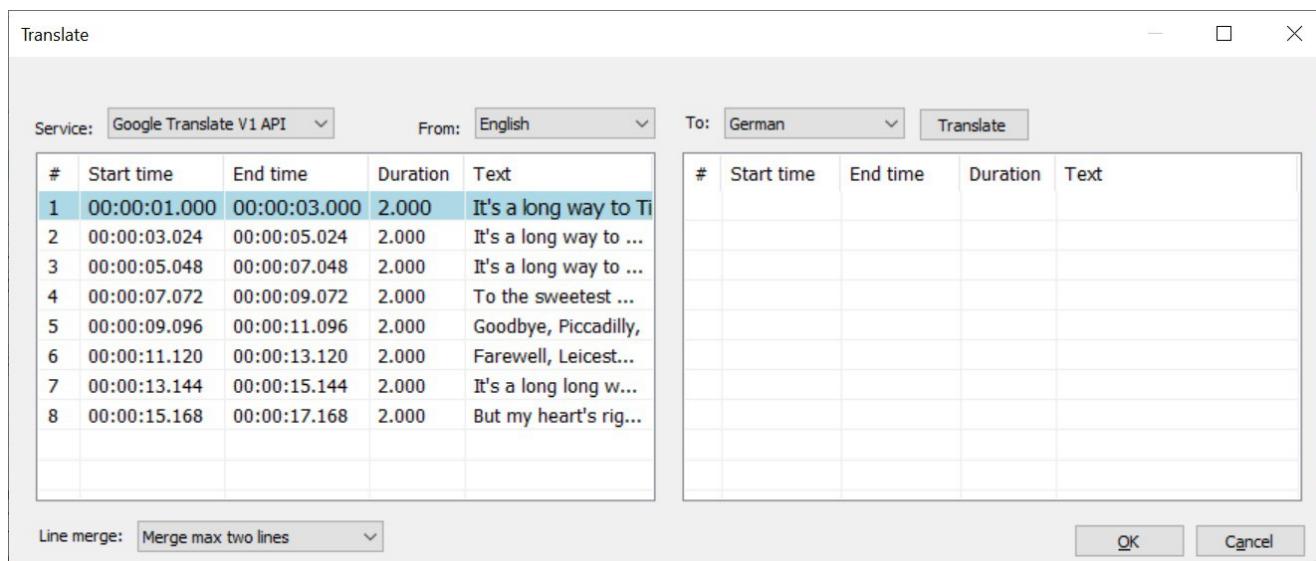 Translate
Service: Google Translate V1 API From: English To: German Translate
# Start time End time Duration Text # Start time End time Duration Text
1 00:00:01.000 00:00:03.000 2.000 It's a long way to Ti
2 00:00:03.024 00:00:05.024 2.000 It's a long way to ...
3 00:00:05.048 00:00:07.048 2.000 It's a long way to ...
4 00:00:07.072 00:00:09.072 2.000 To the sweetest ...
5 00:00:09.096 00:00:11.096 2.000 Goodbye, Piccadilly,
6 00:00:11.120 00:00:13.120 2.000 Farewell, Leicest...
7 00:00:13.144 00:00:15.144 2.000 It's a long long w...
8 00:00:15.168 00:00:17.168 2.000 But my heart's rig...
Line merge: Merge max two lines OK Cancel